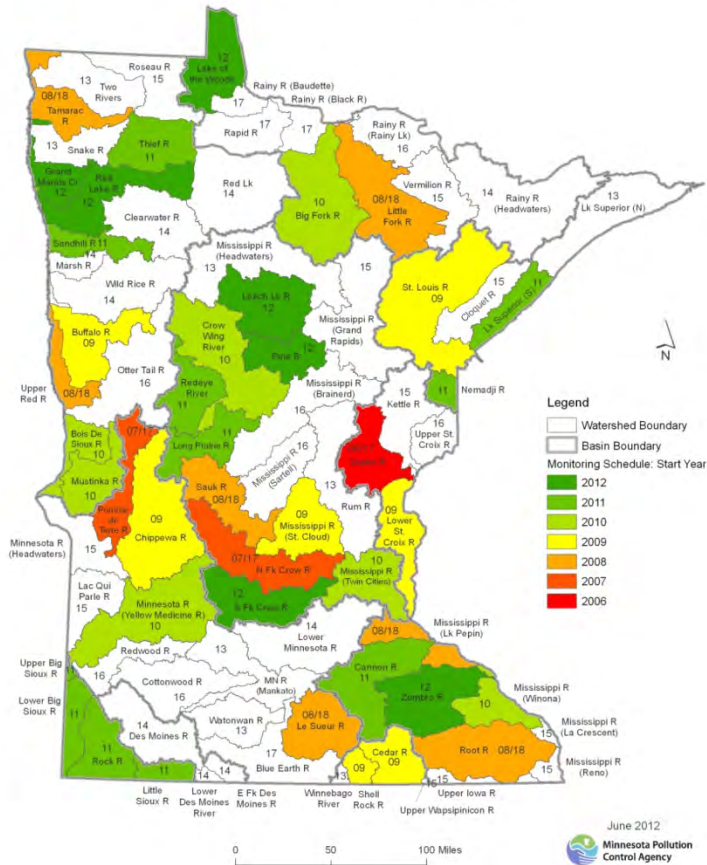 12
Lake of
the Woods
Roseau R
15
13
Two
Rivers
08/18
Tamarac
R
Rainy R (Baudette)
17
Rainy R (Black R)
17
17
Rapid R
Rainy R
(Rainy Lk)
16
13
Snake R
Thief R
11
Grand
Marais Cr
12
Red
Lake R
12
Red Lk
14
10
Big Fork R
08/18
Little
Fork R
Vermilion R
15
14
Rainy R
(Headwaters)
13
Lk Superior (N)
Clearwater R
14
Sandhill R
11
14
Marsh R
Wild Rice R
14
Mississippi R
(Headwaters)
13
15
St. Louis R
09
15
Cloquet R
11
Lk Superior (S)
Leech Lk R
12
Mississippi R
(Grand
Rapids)
Buffalo R
09
Crow
Wing
River
10
Pine R
12
Otter Tail R
16
Upper
Red R
08/18
Redeye
River
11
Mississippi R
(Brainerd)
16
15
Kettle R
11
Nemadji R
16
Upper St.
Croix R
Bois De
Sioux R
10
07/17
Long Prairie R
11
Mississippi R
(Sartell)
16
Mustinka R
10
Pomme
de
Terre R
Sauk R
08/18
13
Rum R
09
Chippewa R
09
Mississippi R
(St. Cloud)
09
Lower
St.
Croix R
Minnesota R
(Headwaters)
15
07/17
N Fk Crow R
10
Mississippi R
(Twin Cities)
Lac Qui
Parle R
15
12
S Fk Crow R
Minnesota R
(Yellow Medicine R)
10
14
Lower
Minnesota R
08/18
Mississippi R
(Lk Pepin)
Redwood R
16
13
Cannon R
11
Upper Big
Sioux R
11
Cottonwood R
16
MN R
(Mankato)
12
Zumbro R
10
Mississippi R
(Winona)
Lower Big
Sioux R
11
14
Des Moines R
Watonwan R
13
08/18
Le Sueur R
Mississippi R
(La Crescent)
15
11
Rock R
17
Blue Earth R
Cedar R
09
09
Root R
08/18
Mississippi R
(Reno)
15
11
Little
Sioux R
14
Lower
Des Moines
River
14
E Fk Des
Moines R
13
Winnebago
River
Shell
Rock R
15
Upper Iowa R
Upper Wapsipinicon R
N
Legend
Watershed Boundary
Basin Boundary
Monitoring Schedule: Start Year
2012
2011
2010
2009
2008
2007
2006
0 50 100 Miles
June 2012
Minnesota Pollution
Control Agency